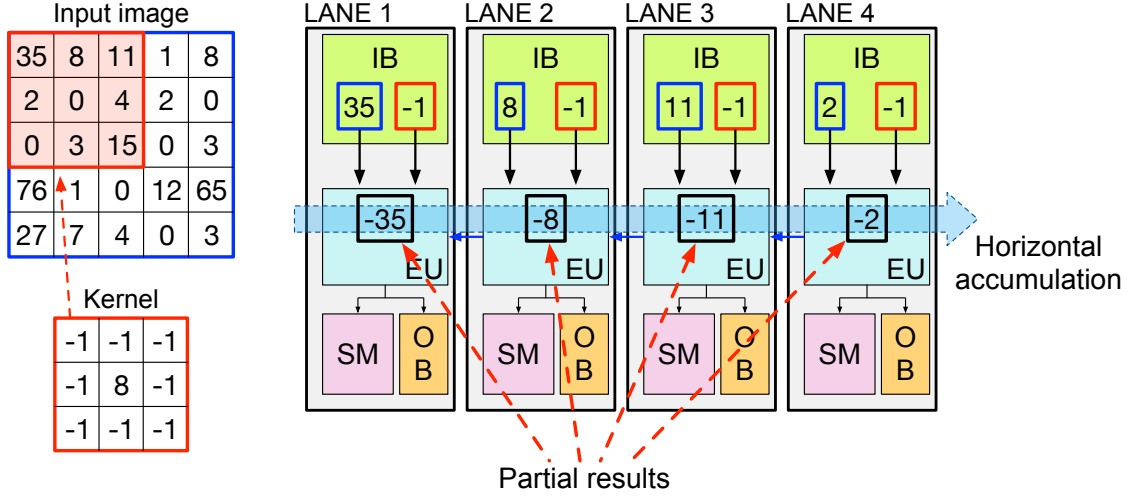 Input image
35 8 11 1 8
2 0 4 2 0
0 3 15 0 3
76 1 0 12 65
27 7 4 0 3
Kernel
-1 -1 -1
-1 8 -1
-1 -1 -1
LANE 1 LANE 2 LANE 3 LANE 4
IB IB IB IB
35 -1 8 -1 11 -1 2 -1
-35 -8 -11 -2
EU EU EU EU
Horizontal
accumulation
SM O SM O SM O SM O
B B B B
Partial results